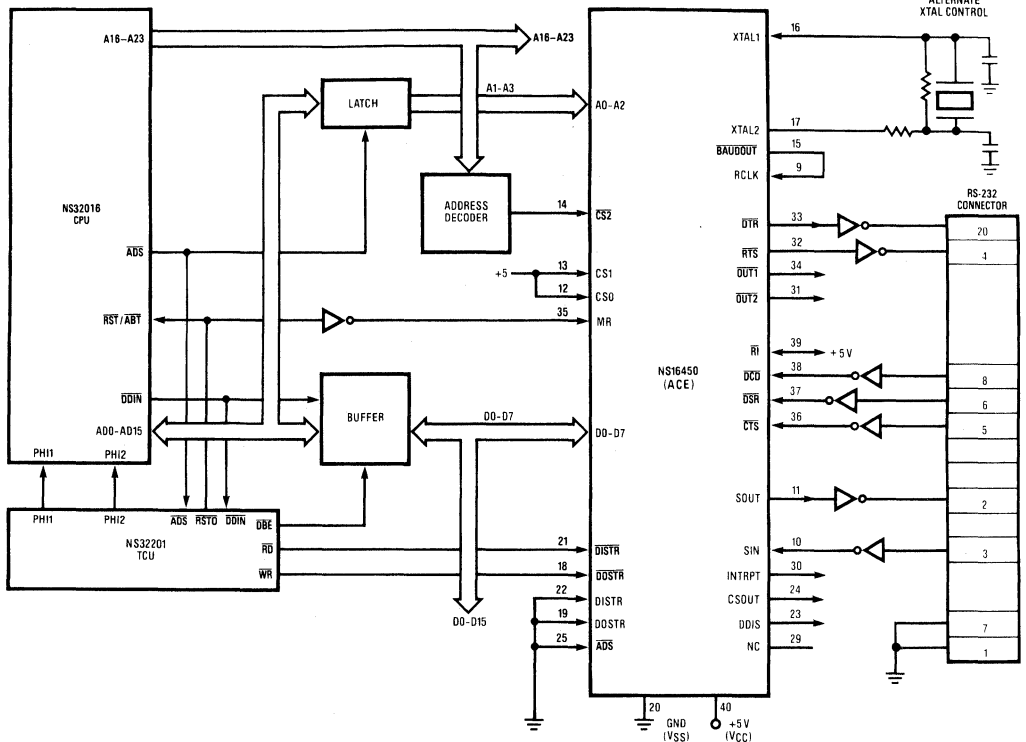 ALTERNATE
XTAL CONTROL
A16–A23
A16–A23
XTAL1
16
A1–A3
LATCH
A0–A2
XTAL2
17
BAUDOUT
15
RCLK
9
RS-232
CONNECTOR
NS32016
CPU
ADDRESS
DECODER
14
CS2
DTR
33
20
RTS
32
4
ADS
+5
13
CS1
OUT1
34
12
CS0
OUT2
31
RST/ABT
35
MR
NS16450
(ACE)
RI
39
+5V
DCD
38
8
DDIN
BUFFER
DSR
37
6
D0–D7
AD0–AD15
D0–D7
CTS
36
5
PHI1
PHI2
SOUT
11
2
PHI1
PHI2
ADS
RSTO
DDIN
DBE
NS32201
TCU
RD
WR
21
DISTR
SIN
10
3
18
DOSTR
INTRPT
30
22
DISTR
CSOUT
24
19
DOSTR
DDIS
23
7
D0–D15
25
ADS
NC
29
1
20
GND
(VSS)
40
+5V
(VCC)